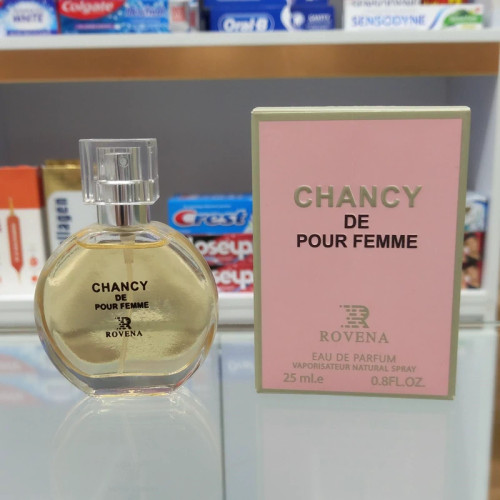 Colgate
Oral-B
SENSODYNE
SENSODYNE
CHANCY
DE
POUR FEMME
ROVENA
EAU DE PARFUM
VAPORISATEUR NATURAL SPRAY
25 ml.e 0.8FL.OZ.
CHANCY
DE
POUR FEMME
ROVENA
Crest